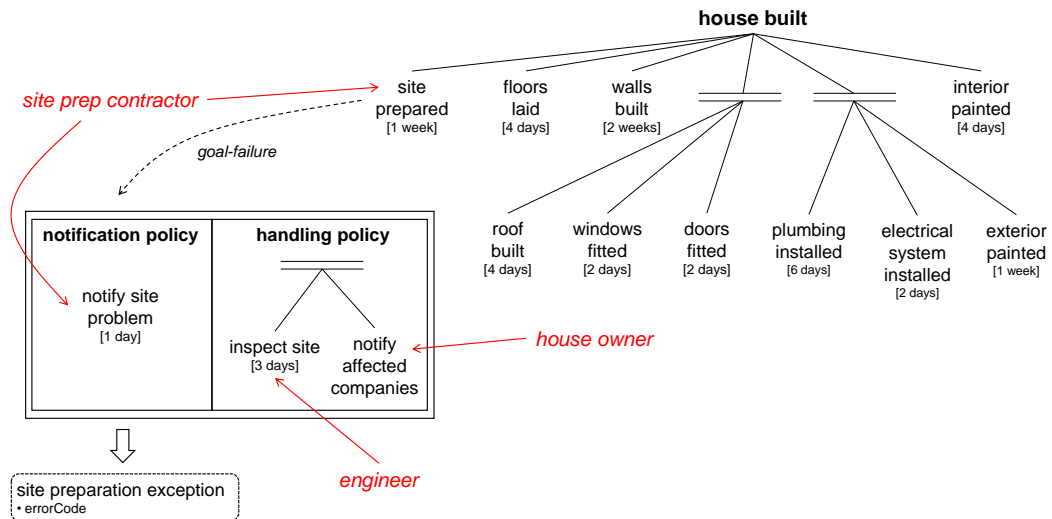 house built
site
prepared
[1 week]
floors
laid
[4 days]
walls
built
[2 weeks]
interior
painted
[4 days]
site prep contractor
goal-failure
roof
built
[4 days]
windows
fitted
[2 days]
doors
fitted
[2 days]
plumbing
installed
[6 days]
electrical
system
installed
[2 days]
exterior
painted
[1 week]
notification policy
handling policy
notify site
problem
[1 day]
inspect site
[3 days]
notify
affected
companies
house owner
engineer
site preparation exception
• errorCode